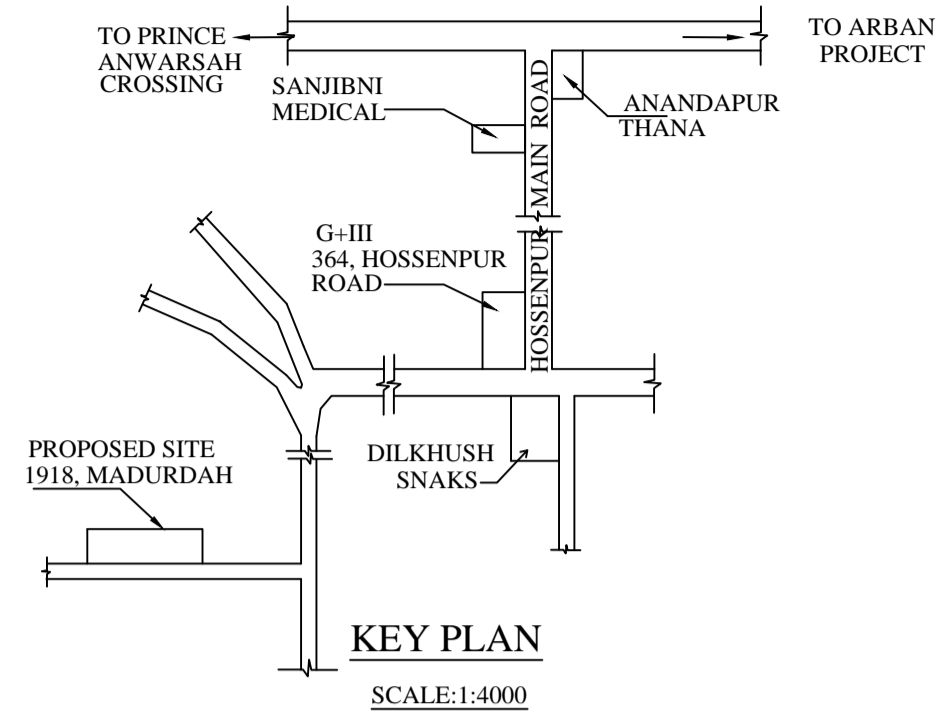 TO PRINCE
ANWARSAH
CROSSING
TO ARBAN
PROJECT
SANJIBNI
MEDICAL
ANANDAPUR
THANA
HOSSENPUR MAIN ROAD
G+III
364, HOSSENPUR
ROAD
PROPOSED SITE
1918, MADURDAH
DILKHUSH
SNAKS
KEY PLAN
SCALE:1:4000